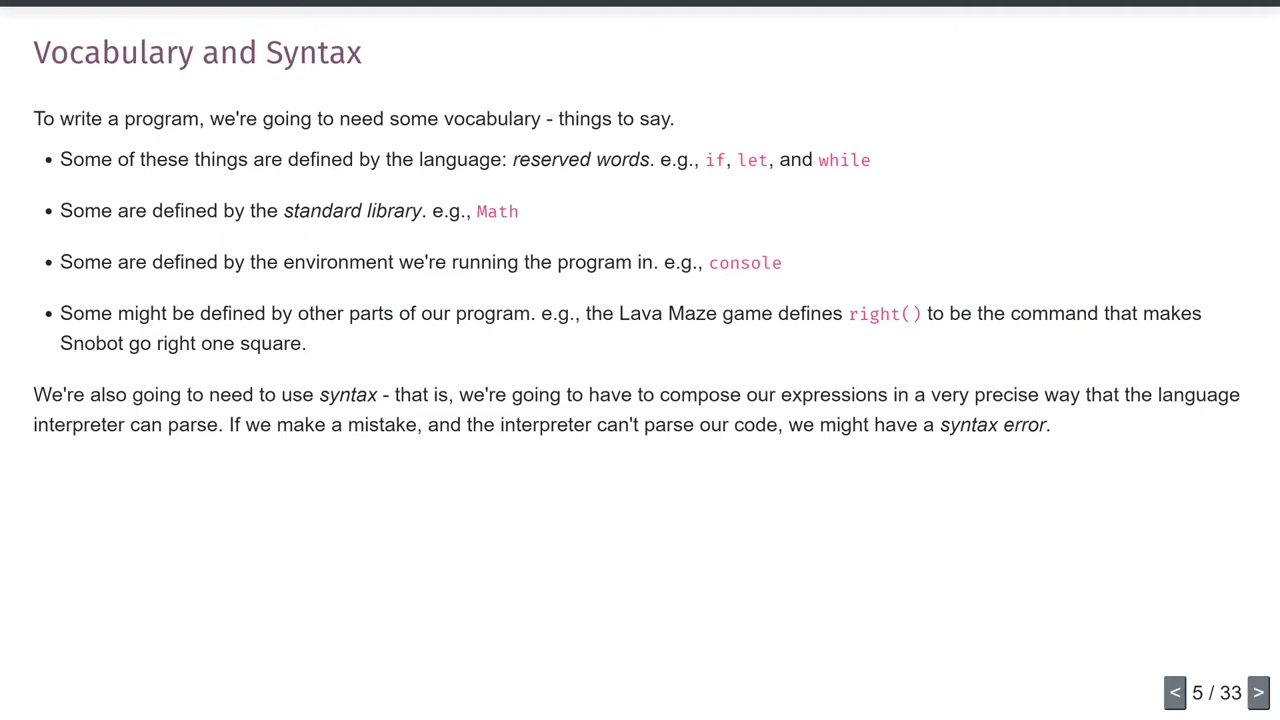 Vocabulary and Syntax
To write a program, we're going to need some vocabulary - things to say.
• Some of these things are defined by the language: reserved words. e.g., if, let, and while
• Some are defined by the standard library. e.g., Math
• Some are defined by the environment we're running the program in. e.g., console
• Some might be defined by other parts of our program. e.g., the Lava Maze game defines right() to be the command that makes
Snobot go right one square.
We're also going to need to use syntax - that is, we're going to have to compose our expressions in a very precise way that the language
interpreter can parse. If we make a mistake, and the interpreter can't parse our code, we might have a syntax error.
< 5 / 33 >